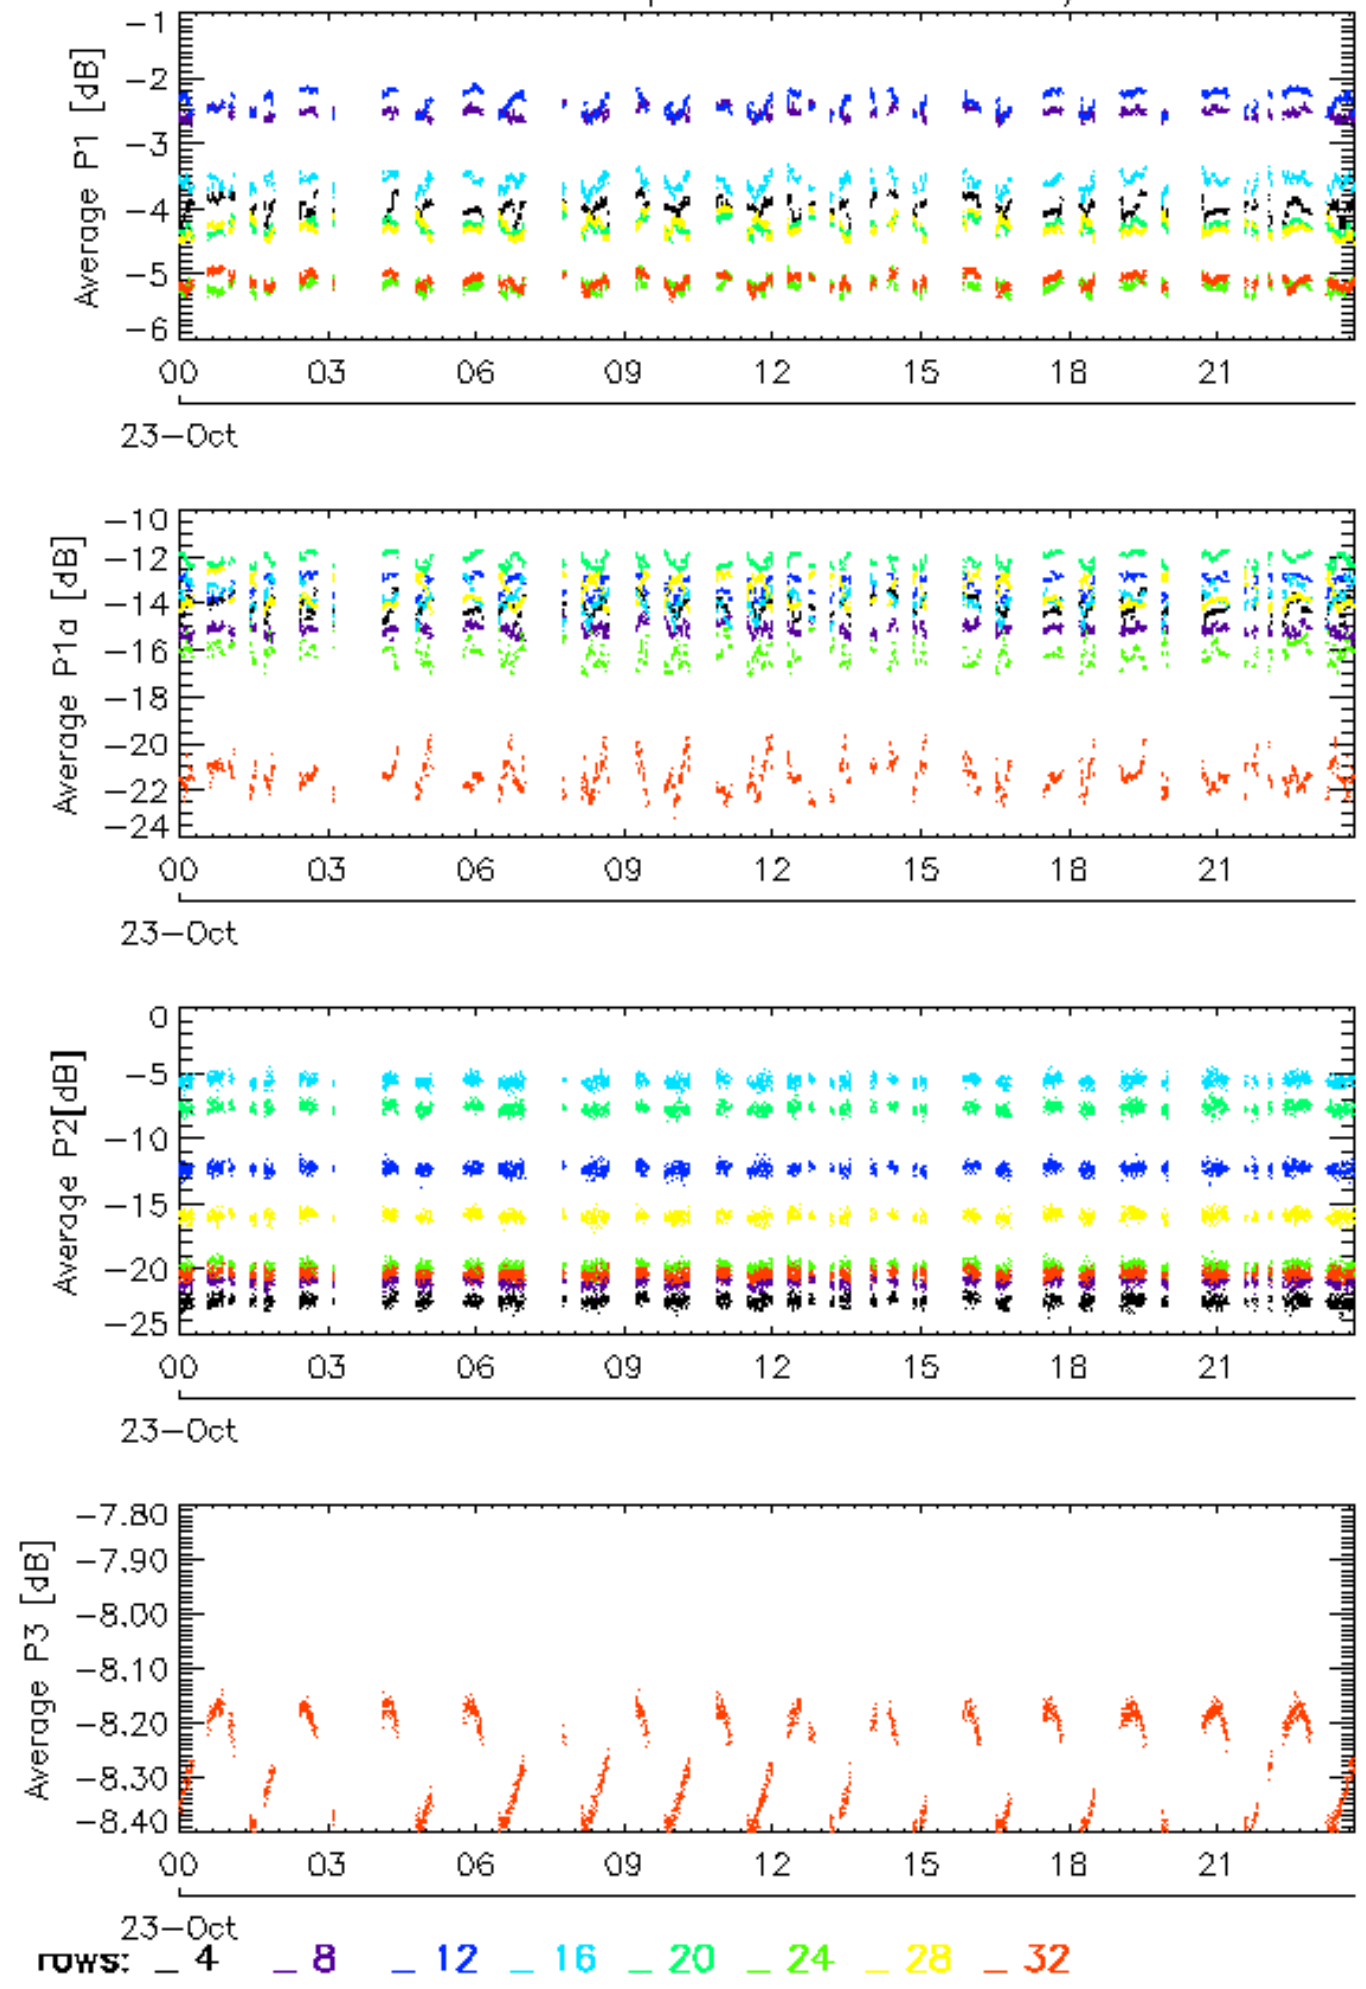 Average P1 [dB]
-1
-2
-3
-4
-5
-6
00 03 06 09 12 15 18 21
23-Oct
Average P1a [dB]
-10
-12
-14
-16
-18
-20
-22
-24
00 03 06 09 12 15 18 21
23-Oct
Average P2[dB]
0
-5
-10
-15
-20
-25
00 03 06 09 12 15 18 21
23-Oct
Average P3 [dB]
-7.80
-7.90
-8.00
-8.10
-8.20
-8.30
-8.40
00 03 06 09 12 15 18 21
23-Oct
rows: _ 4 _ 8 _ 12 _ 16 _ 20 _ 24 _ 28 _ 32